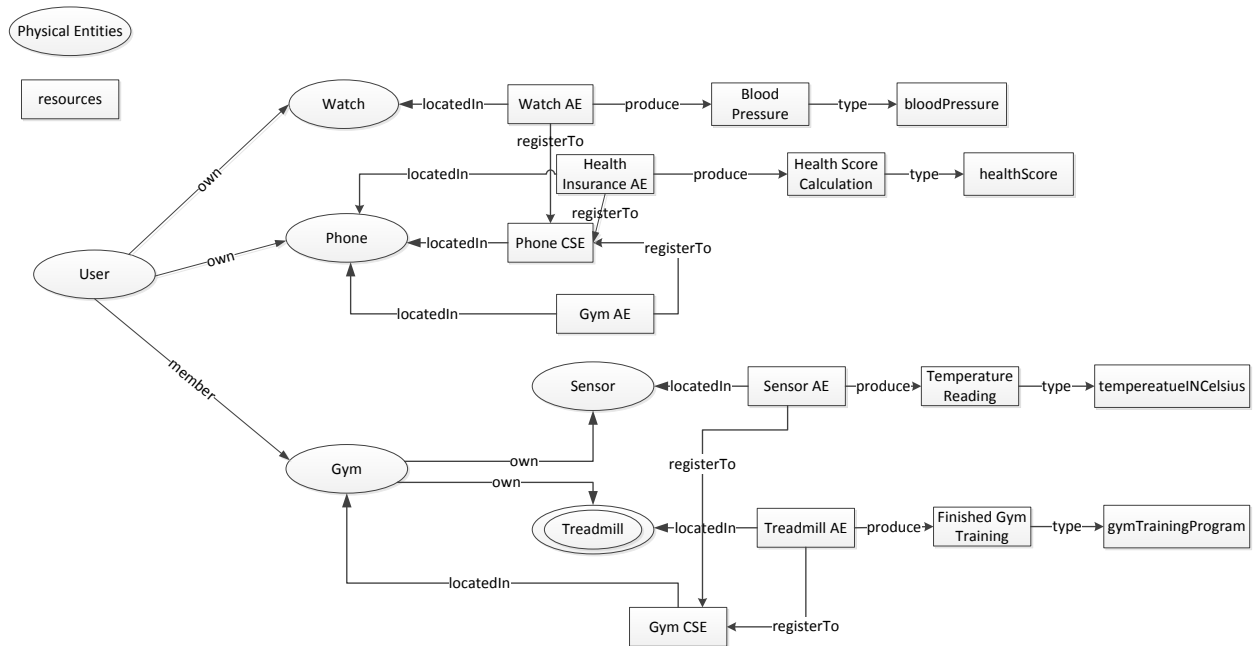 Physical Entities
resources
Watch
locatedIn
Watch AE
produce
Blood
Pressure
type
bloodPressure
registerTo
own
locatedIn
Health
Insurance AE
produce
Health Score
Calculation
type
healthScore
registerTo
Phone
locatedIn
Phone CSE
registerTo
User
own
locatedIn
Gym AE
member
Sensor
locatedIn
Sensor AE
produce
Temperature
Reading
type
tempereatueINCelsius
Gym
own
registerTo
own
Treadmill
locatedIn
Treadmill AE
produce
Finished Gym
Training
type
gymTrainingProgram
locatedIn
Gym CSE
registerTo